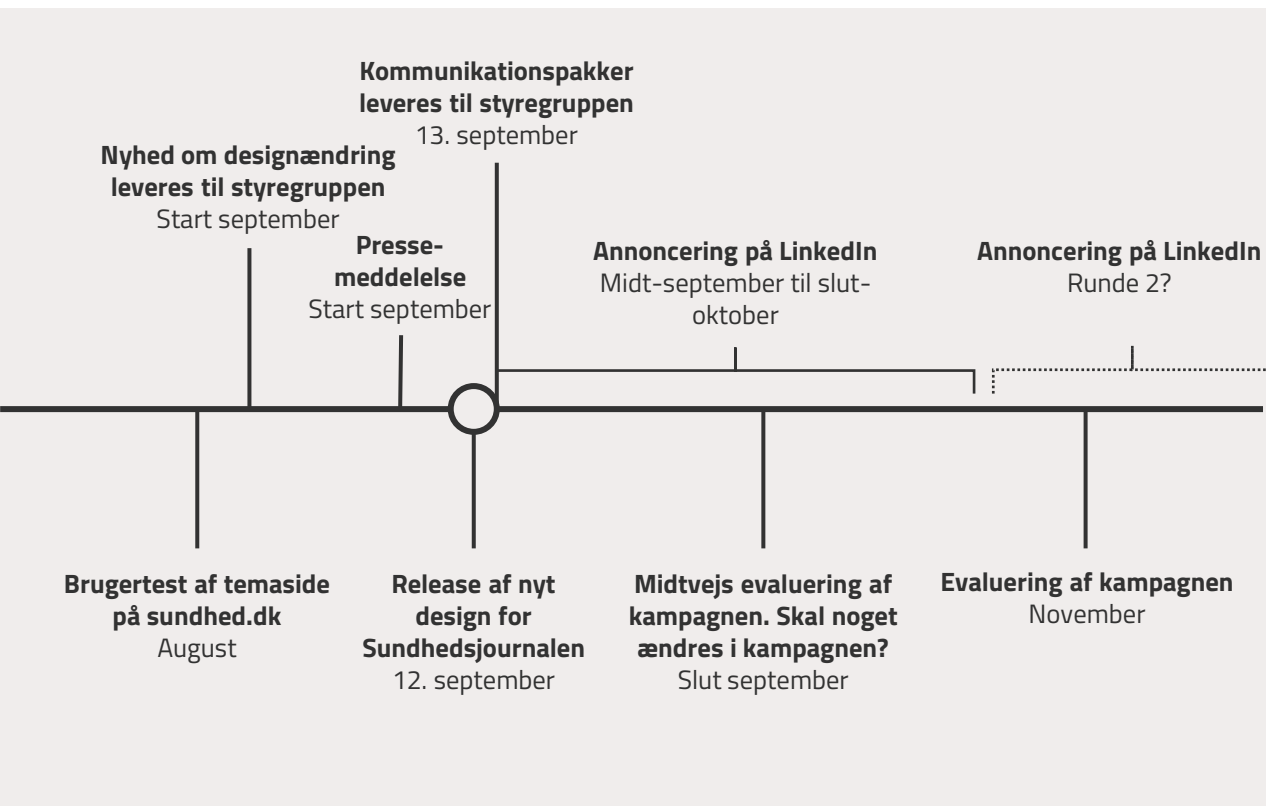 Kommunikationspakker
leveres til styregruppen
13. september
Nyhed om designændring
leveres til styregruppen
Start september
Presse-
meddelelse
Start september
Annoncering på LinkedIn
Midt-september til slut-
oktober
Annoncering på LinkedIn
Runde 2?
Brugertest af temaside
på sundhed.dk
August
Release af nyt
design for
Sundhedsjournalen
12. september
Midtvejs evaluering af
kampagnen. Skal noget
ændres i kampagnen?
Slut september
Evaluering af kampagnen
November